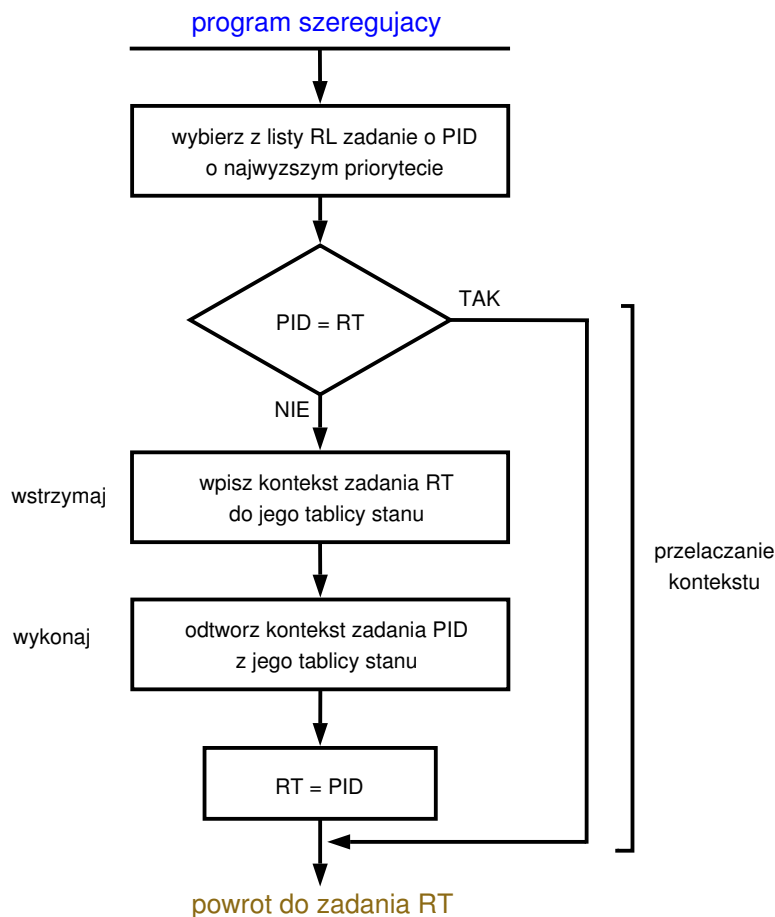 program szeregujacy
wybierz z listy RL zadanie o PID
o najwyzszym priorytecie
TAK
PID = RT
NIE
wstrzymaj
wpisz kontekst zadania RT
do jego tablicy stanu
przelaczanie
kontekstu
wykonaj
odtworz kontekst zadania PID
z jego tablicy stanu
RT = PID
powrot do zadania RT